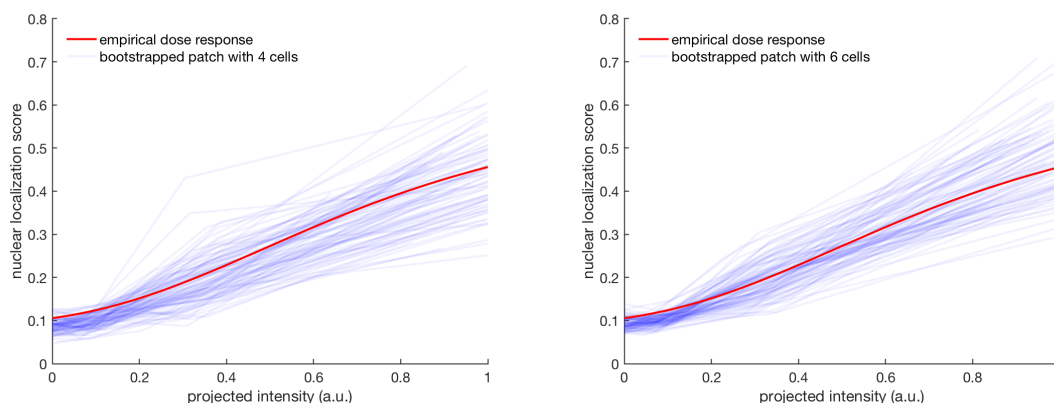 0.8
0.7
0.6
0.5
0.4
0.3
0.2
0.1
0
nuclear localization score
empirical dose response
bootstrapped patch with 4 cells
0 0.2 0.4 0.6 0.8 1
projected intensity (a.u.)
0.8
0.7
0.6
0.5
0.4
0.3
0.2
0.1
0
nuclear localization score
empirical dose response
bootstrapped patch with 6 cells
0 0.2 0.4 0.6 0.8
projected intensity (a.u.)